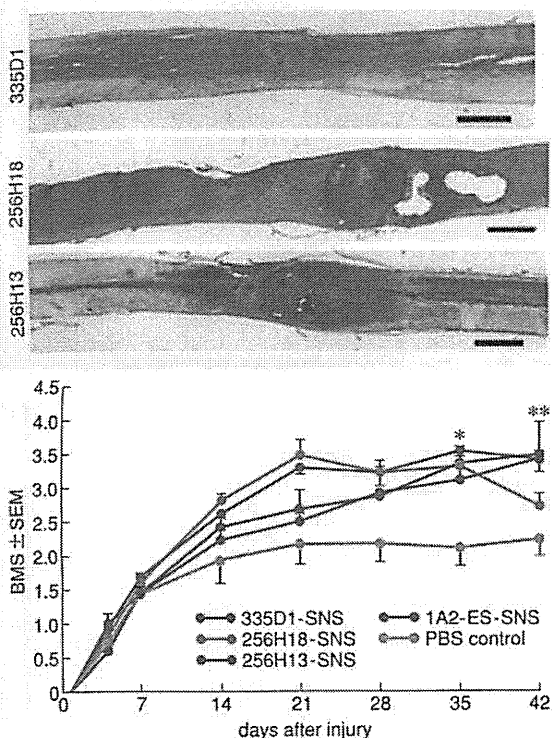 335D1
256H18
256H13
4.5
4.0
3.5
3.0
2.5
2.0
1.5
1.0
0.5
0
BMS ± SEM
*
**
335D1-SNS
256H18-SNS
256H13-SNS
1A2-ES-SNS
PBS control
0 7 14 21 28 35 42
days after injury